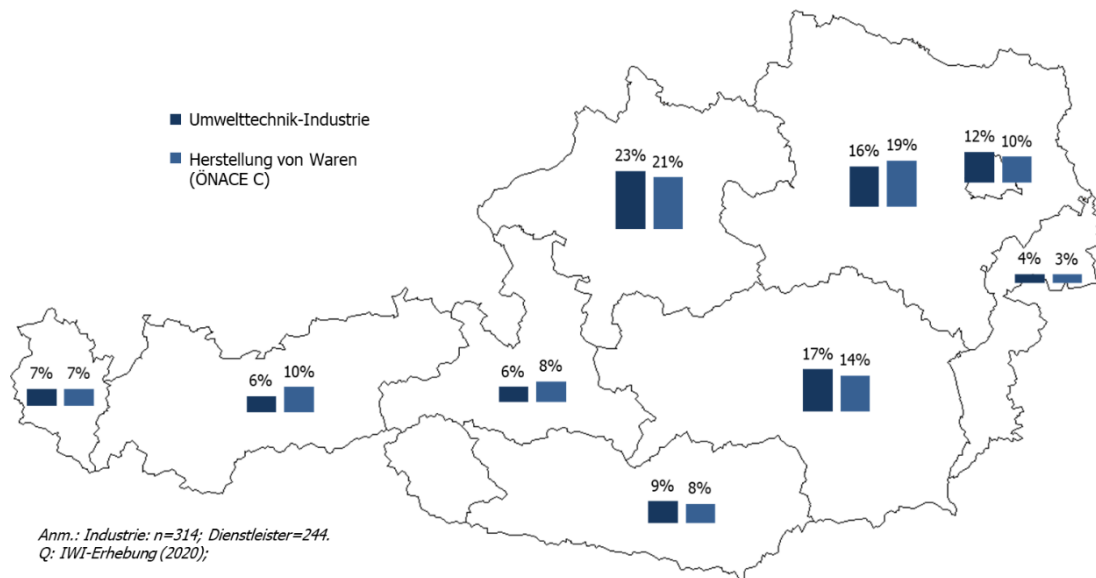 Umwelttechnik-Industrie
Herstellung von Waren
(ÖNACE C)
23% 21%
16% 19%
12% 10%
4% 3%
7% 7%
6% 10%
6% 8%
17% 14%
9% 8%
Anm.: Industrie: n=314; Dienstleister=244.
Q: IWI-Erhebung (2020);